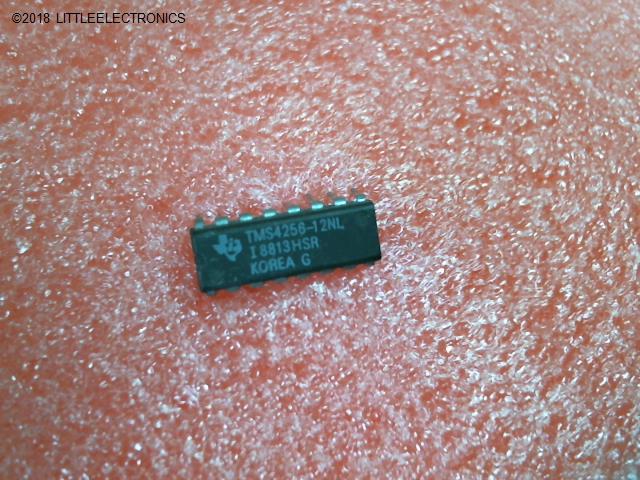 ©2018 LITTLEELECTRONICS
TMS4256-12NL
I 8813HSR
KOREA G